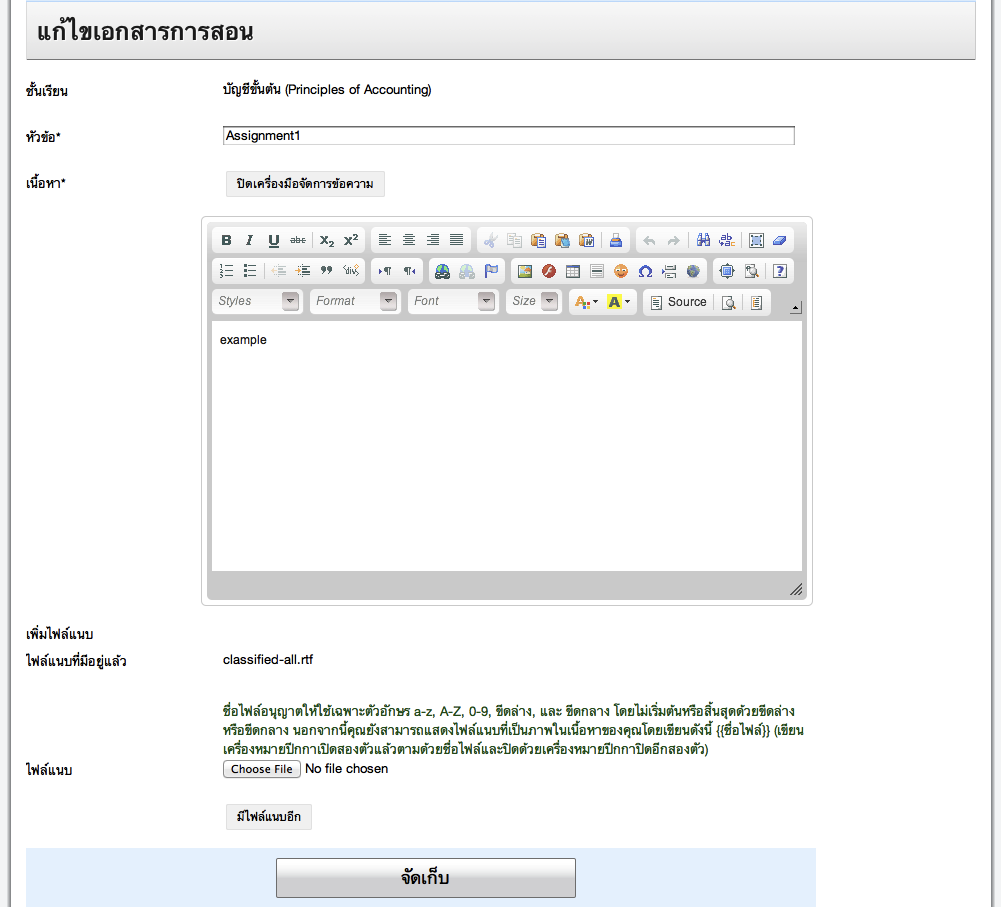 แก้ไขเอกสารการสอน
ชั้นเรียน บัญชีขั้นต้น (Principles of Accounting)
หัวข้อ* Assignment1
เนื้อหา* ปิดเครื่องมือจัดการข้อความ
B I U abc X₂ X²
Styles Format Font Size A A Source
example
เพิ่มไฟล์แนบ
ไฟล์แนบที่มีอยู่แล้ว classified-all.rtf
ชื่อไฟล์อนุญาตให้ใช้เฉพาะตัวอักษร a-z, A-Z, 0-9, ขีดล่าง, และ ขีดกลาง โดยไม่เริ่มต้นหรือสิ้นสุดด้วยขีดล่าง
หรือขีดกลาง นอกจากนี้คุณยังสามารถแสดงไฟล์แนบที่เป็นภาพในเนื้อหาของคุณโดยเขียนดังนี้ {{ชื่อไฟล์}} (เขียน
เครื่องหมายปีกกาเปิดสองตัวแล้วตามด้วยชื่อไฟล์และปิดด้วยเครื่องหมายปีกกาปิดอีกสองตัว)
ไฟล์แนบ Choose File No file chosen
มีไฟล์แนบอีก
จัดเก็บ